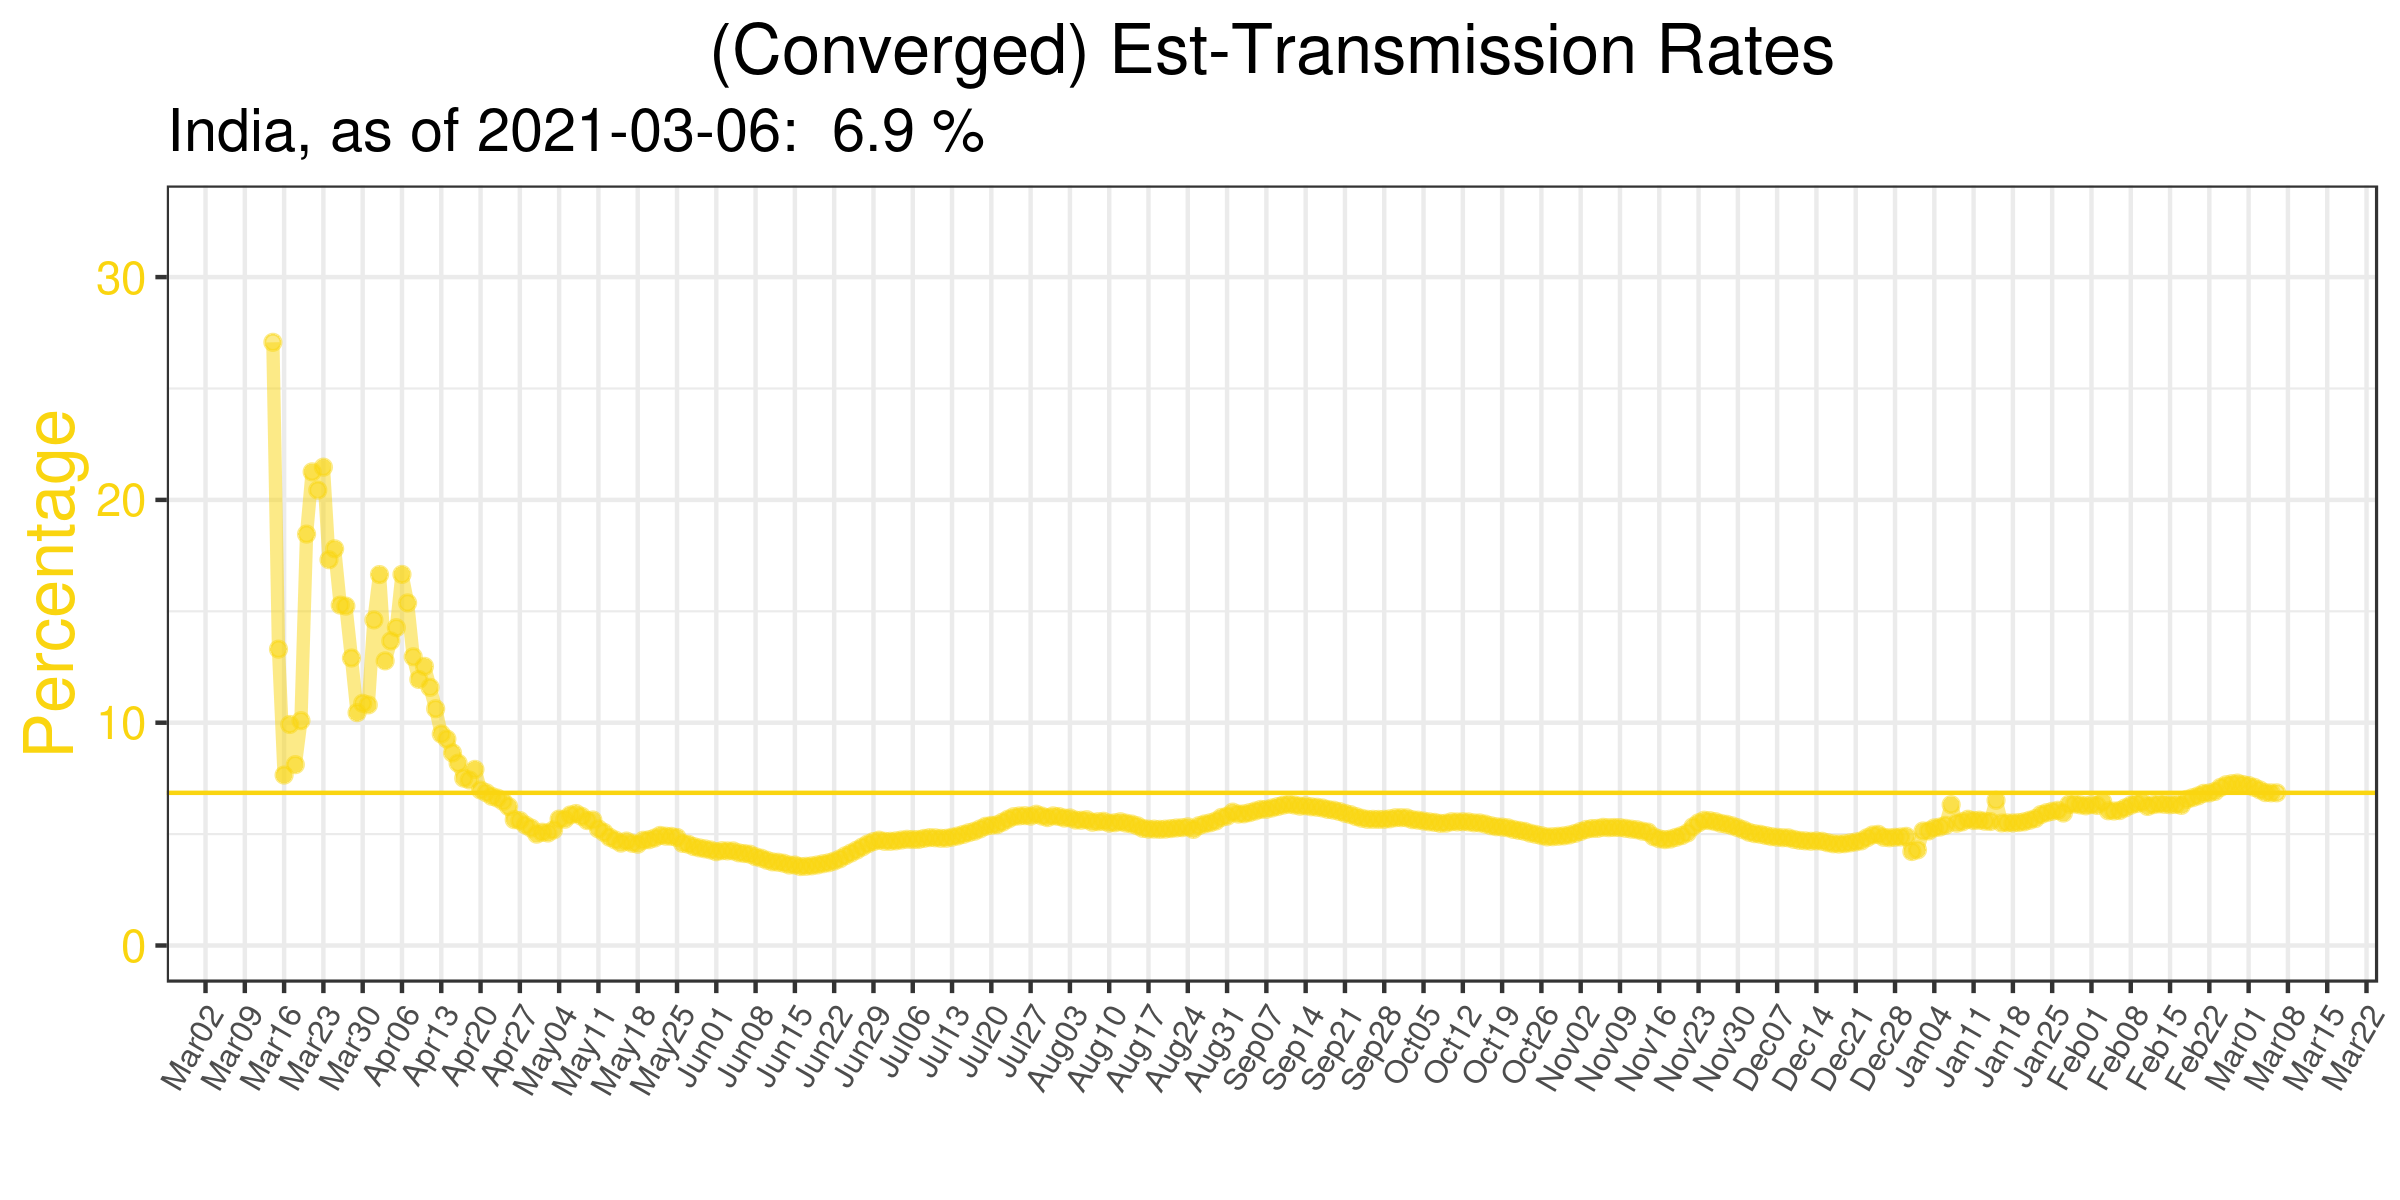 (Converged) Est-Transmission Rates
India, as of 2021-03-06:  6.9 %
Percentage
30
20
10
0
Mar02
Mar09
Mar16
Mar23
Mar30
Apr06
Apr13
Apr20
Apr27
May04
May11
May18
May25
Jun01
Jun08
Jun15
Jun22
Jun29
Jul06
Jul13
Jul20
Jul27
Aug03
Aug10
Aug17
Aug24
Aug31
Sep07
Sep14
Sep21
Sep28
Oct05
Oct12
Oct19
Oct26
Nov02
Nov09
Nov16
Nov23
Nov30
Dec07
Dec14
Dec21
Dec28
Jan04
Jan11
Jan18
Jan25
Feb01
Feb08
Feb15
Feb22
Mar01
Mar08
Mar15
Mar22